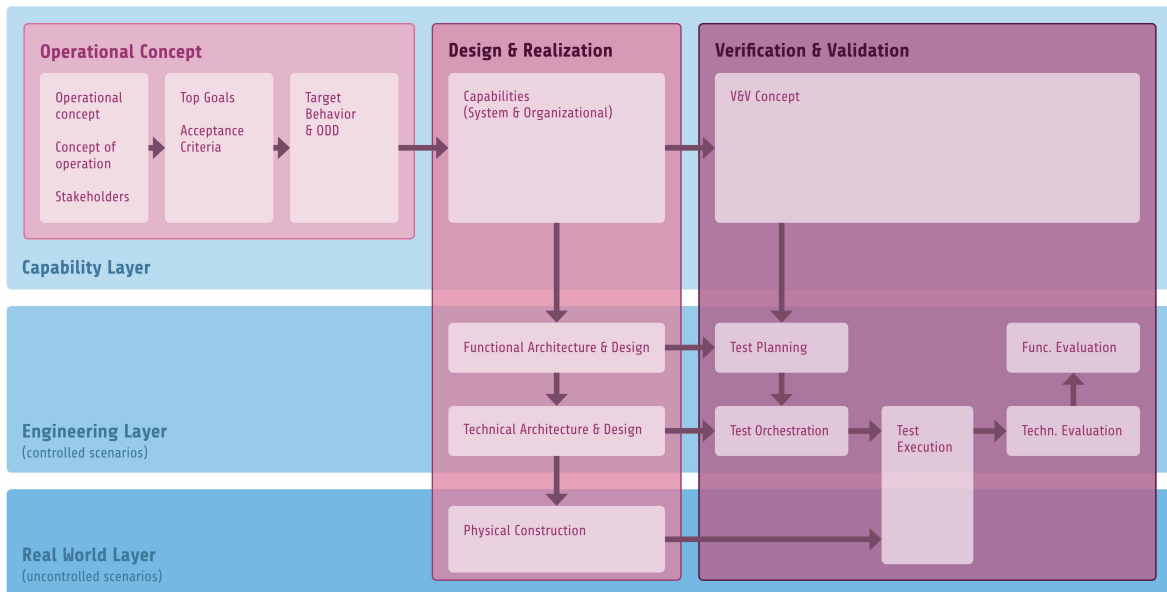 Operational Concept
Operational
concept
Concept of
operation
Stakeholders
Top Goals
Acceptance
Criteria
Target
Behavior
& ODD
Design & Realization
Capabilities
(System & Organizational)
Verification & Validation
V&V Concept
Capability Layer
Functional Architecture & Design
Test Planning
Func. Evaluation
Engineering Layer
(controlled scenarios)
Technical Architecture & Design
Test Orchestration
Test
Execution
Techn. Evaluation
Real World Layer
(uncontrolled scenarios)
Physical Construction